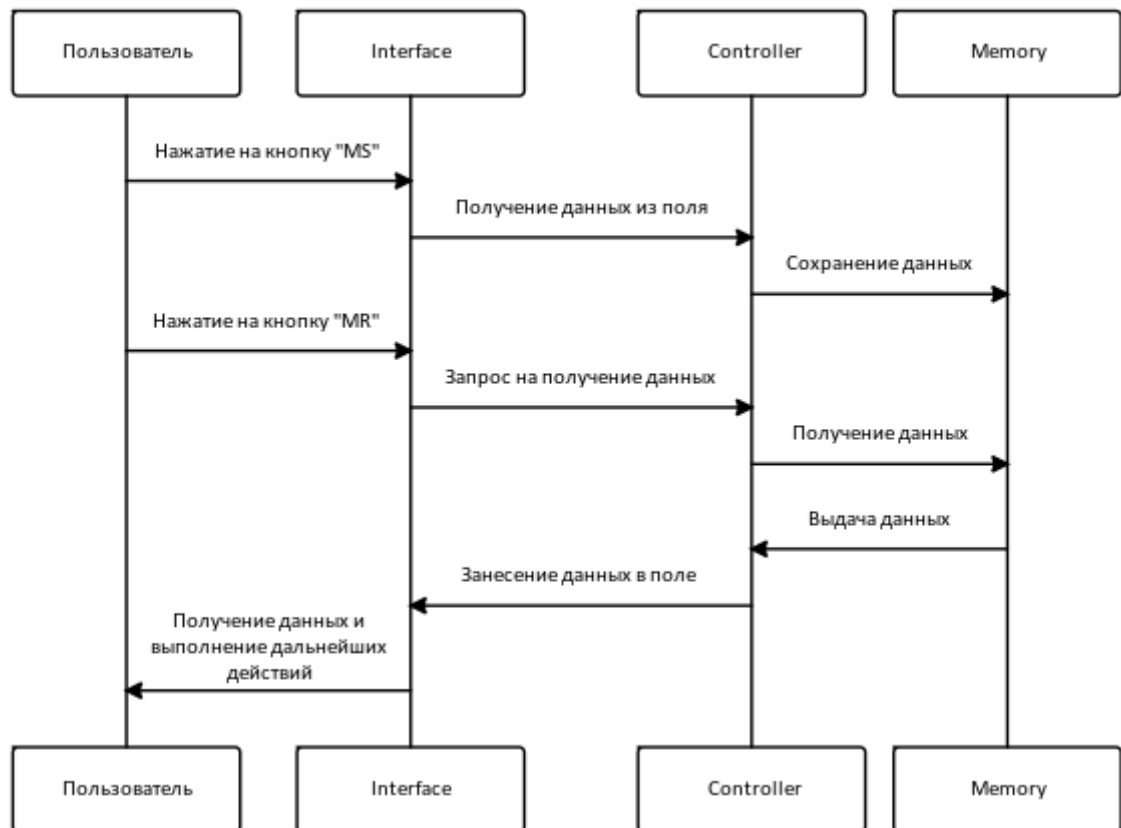 Пользователь
Interface
Controller
Memory
Нажатие на кнопку "MS"
Получение данных из поля
Сохранение данных
Нажатие на кнопку "MR"
Запрос на получение данных
Получение данных
Выдача данных
Занесение данных в поле
Получение данных и
выполнение дальнейших
действий
Пользователь
Interface
Controller
Memory